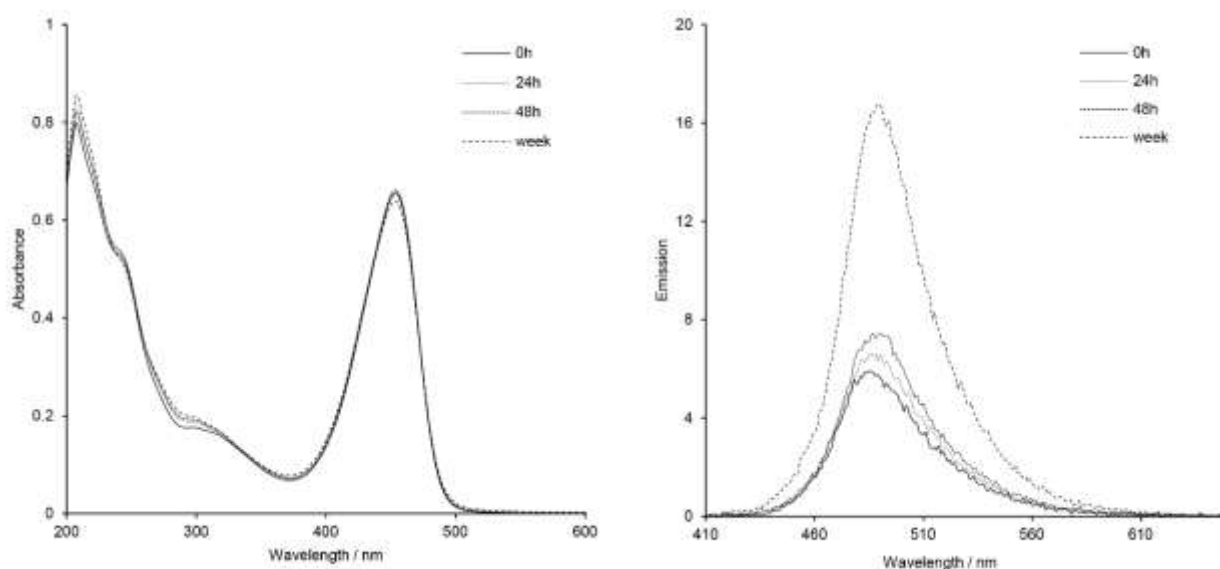 1
0.8
0.6
0.4
0.2
0
Absorbance
200
300
400
500
600
Wavelength / nm
0h
24h
48h
week
20
16
12
8
4
0
Emission
410
460
510
560
610
Wavelength / nm
0h
24h
48h
week